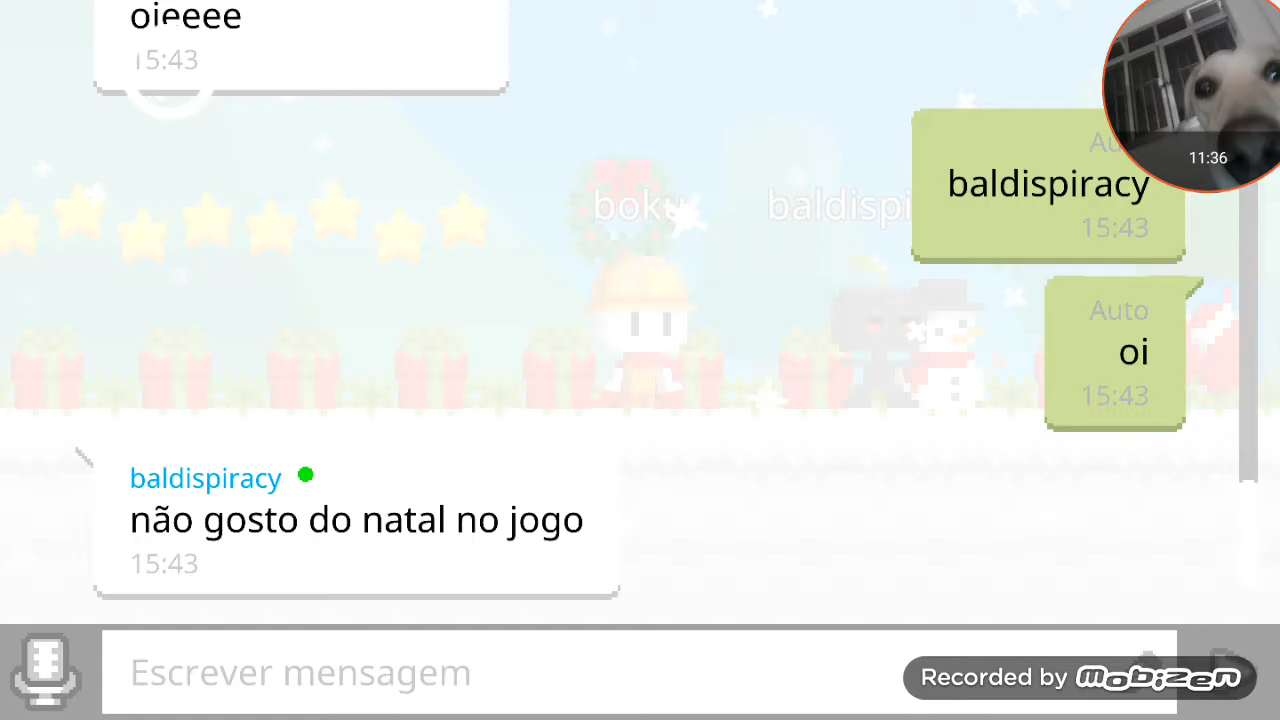 oieeee
15:43
Au
11:36
baldispiracy
15:43
boku
baldispi
Auto
oi
15:43
baldispiracy
não gosto do natal no jogo
15:43
Escrever mensagem
Recorded by mobizen